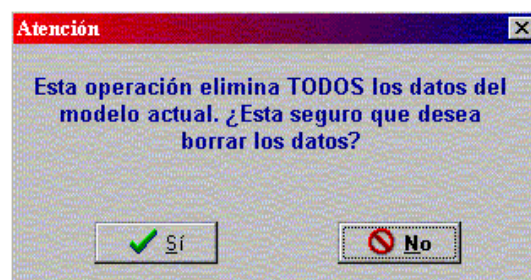 Atención
Esta operación elimina TODOS los datos del
modelo actual. ¿Esta seguro que desea
borrar los datos?
Sí
No